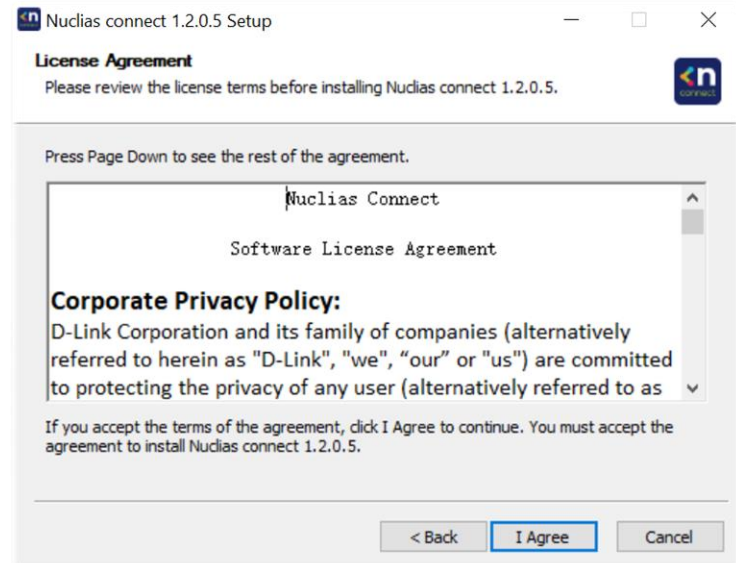 Nuclias connect 1.2.0.5 Setup
License Agreement
Please review the license terms before installing Nuclias connect 1.2.0.5.
connect
Press Page Down to see the rest of the agreement.
Nuclias Connect
Software License Agreement
Corporate Privacy Policy:
D-Link Corporation and its family of companies (alternatively
referred to herein as "D-Link", "we", “our” or "us") are committed
to protecting the privacy of any user (alternatively referred to as
If you accept the terms of the agreement, click I Agree to continue. You must accept the
agreement to install Nuclias connect 1.2.0.5.
< Back I Agree Cancel